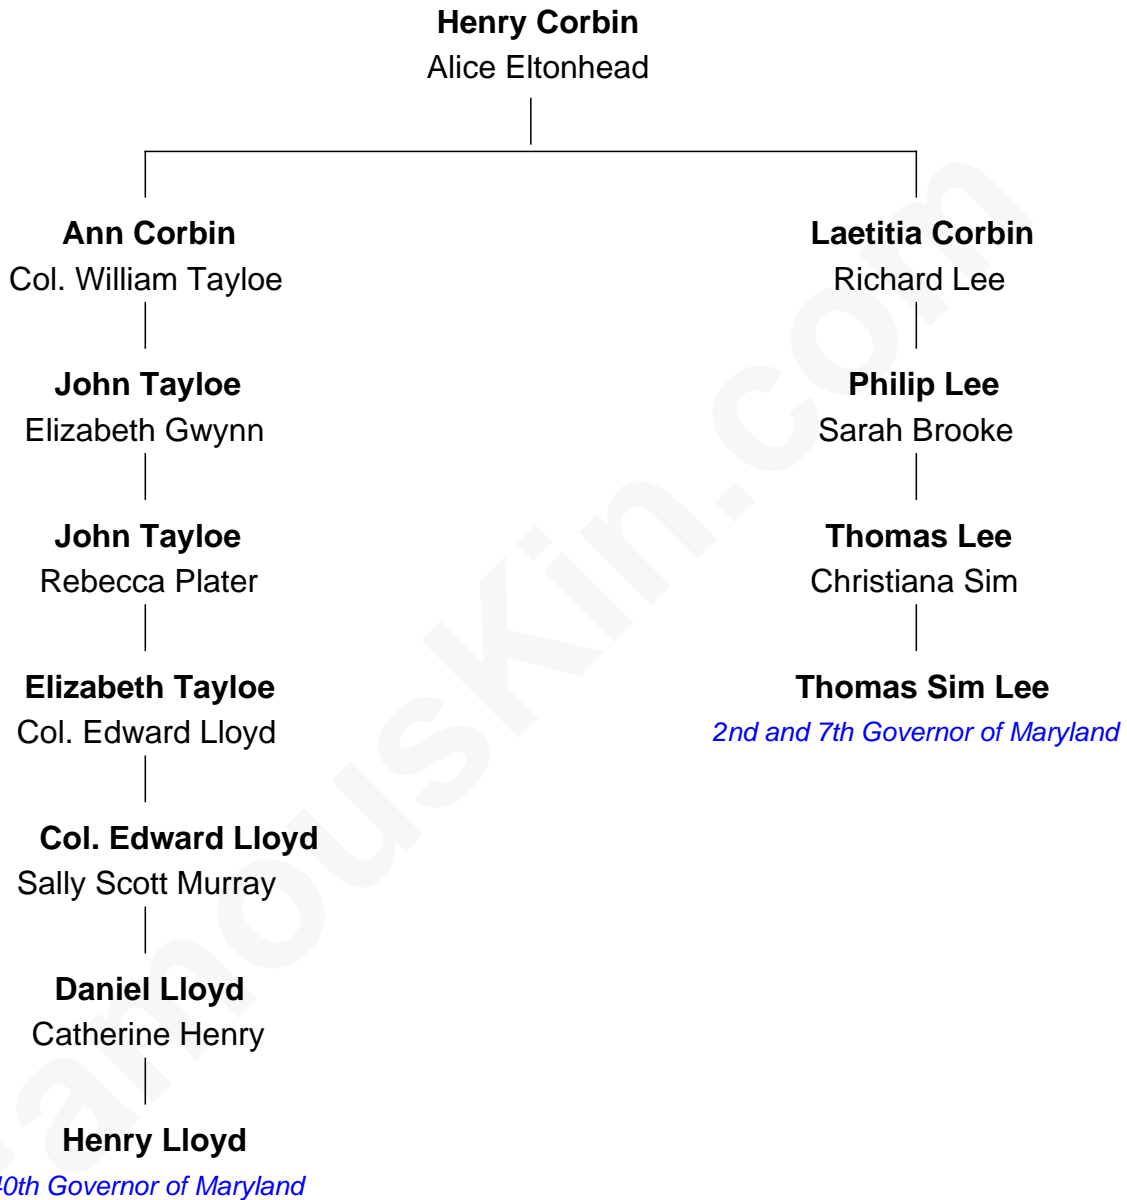 Henry Corbin
Alice Eltonhead
Ann Corbin
Col. William Tayloe
Laetitia Corbin
Richard Lee
John Tayloe
Elizabeth Gwynn
Philip Lee
Sarah Brooke
John Tayloe
Rebecca Plater
Thomas Lee
Christiana Sim
Elizabeth Tayloe
Col. Edward Lloyd
Thomas Sim Lee
2nd and 7th Governor of Maryland
Col. Edward Lloyd
Sally Scott Murray
Daniel Lloyd
Catherine Henry
Henry Lloyd
40th Governor of Maryland
FamousKin.com